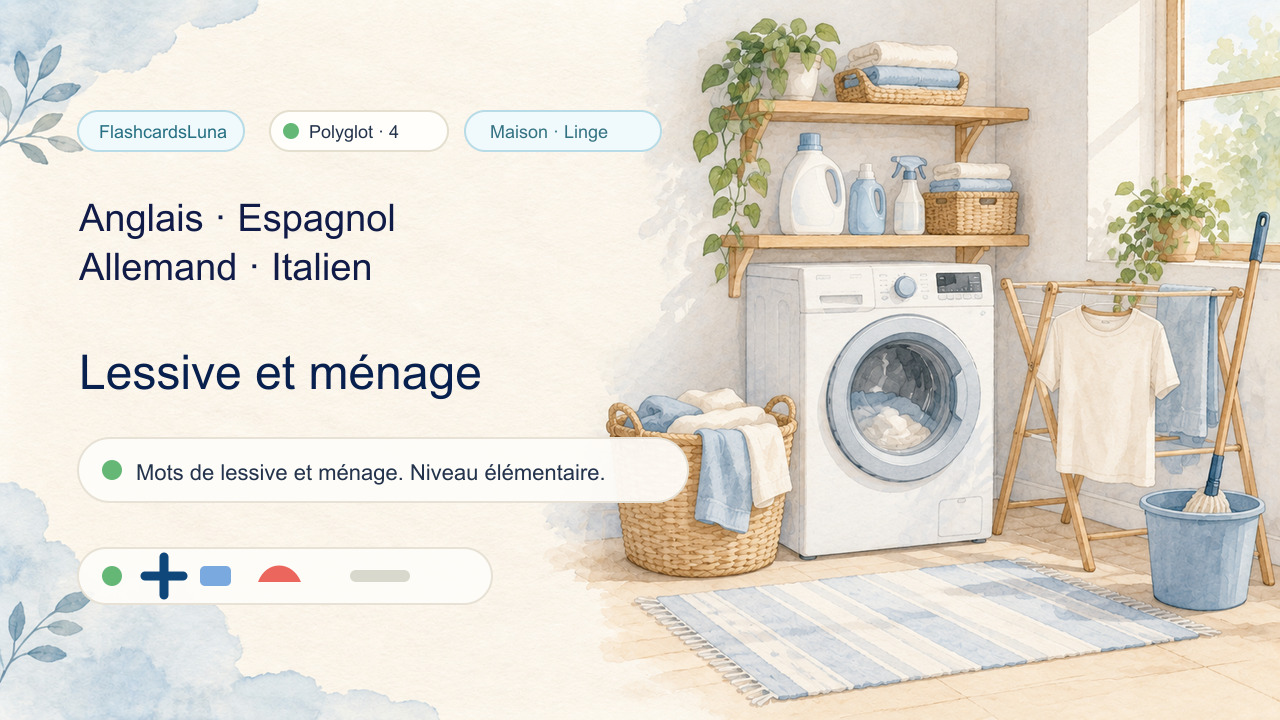 FlashcardsLuna
Polyglot · 4
Maison · Linge
Anglais · Espagnol
Allemand · Italien
Lessive et ménage
Mots de lessive et ménage. Niveau élémentaire.